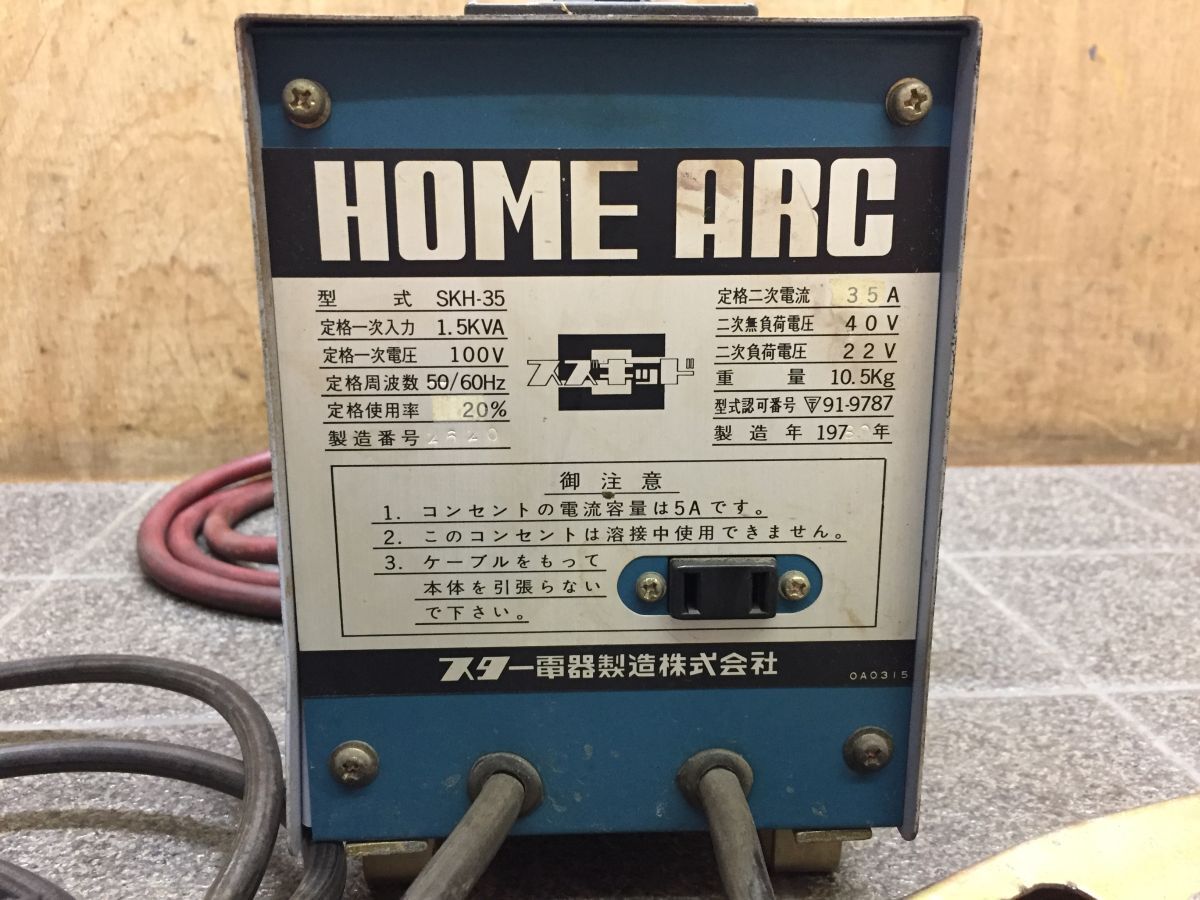 HOME ARC
型式 SKH-35
定格一次入力 1.5KVA
定格一次電圧 100V
定格周波数 50/60Hz
定格使用率 20%
製造番号 2620
スズキッド
定格二次電流 35A
二次無負荷電圧 40V
二次負荷電圧 22V
重量 10.5Kg
型式認可番号 91-9787
製造年 197 年
御注意
1. コンセントの電流容量は5Aです。
2. このコンセントは溶接中使用できません。
3. ケーブルをもって
本体を引張らない
で下さい。
スター電器製造株式会社
0A0315